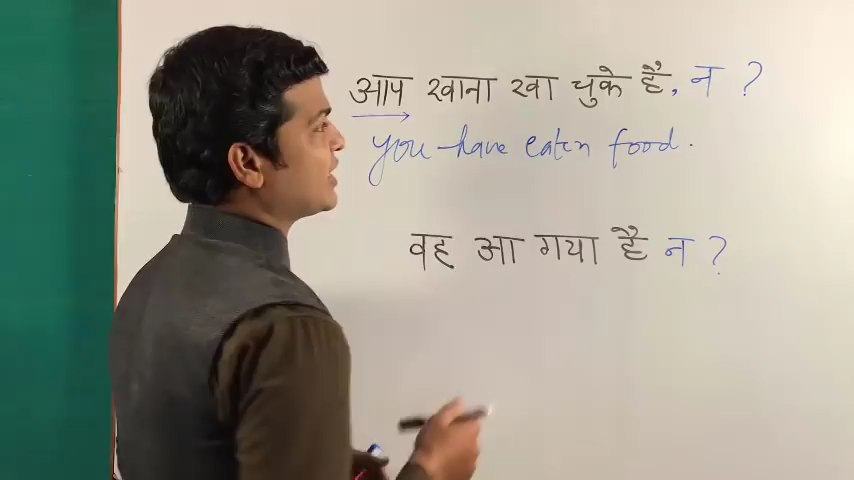 आप खाना खा चुके हैं, न ?
you have eaten food.
वह आ गया है न ?